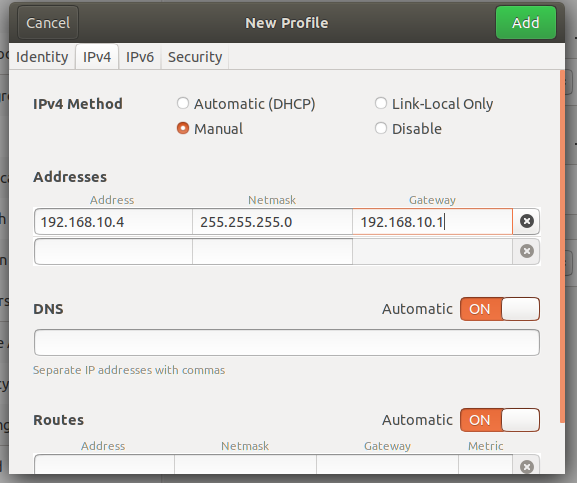 Cancel New Profile Add
Identity IPv4 IPv6 Security
IPv4 Method Automatic (DHCP) Link-Local Only
Manual Disable
Addresses
Address Netmask Gateway
192.168.10.4 255.255.255.0 192.168.10.1
DNS Automatic ON
Separate IP addresses with commas
Routes Automatic ON
Address Netmask Gateway Metric